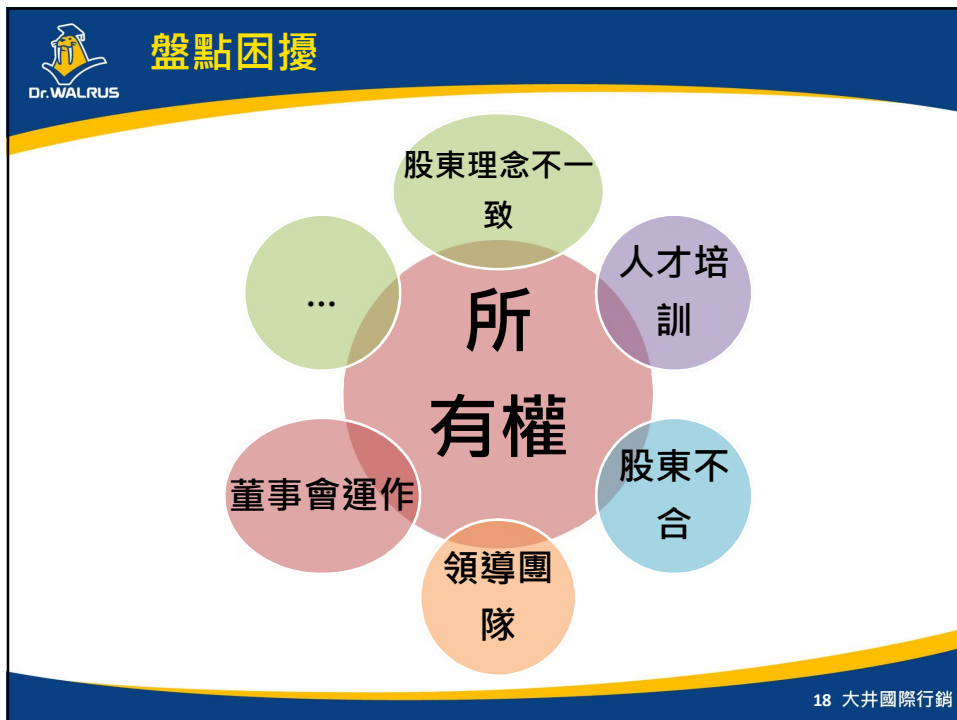 盤點困擾
Dr.WALRUS
股東理念不一
致
人才培
訓
股東不
合
領導團
隊
董事會運作
...
所
有權
18 大井國際行銷